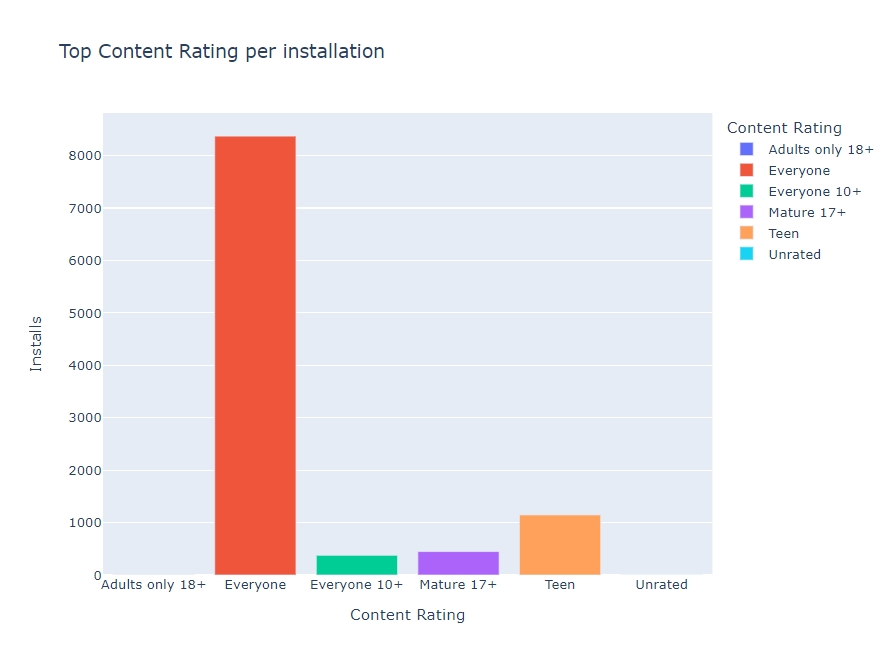 Top Content Rating per installation
Content Rating
Adults only 18+
Everyone
Everyone 10+
Mature 17+
Teen
Unrated
Installs
8000
7000
6000
5000
4000
3000
2000
1000
0
Adults only 18+ Everyone Everyone 10+ Mature 17+ Teen Unrated
Content Rating